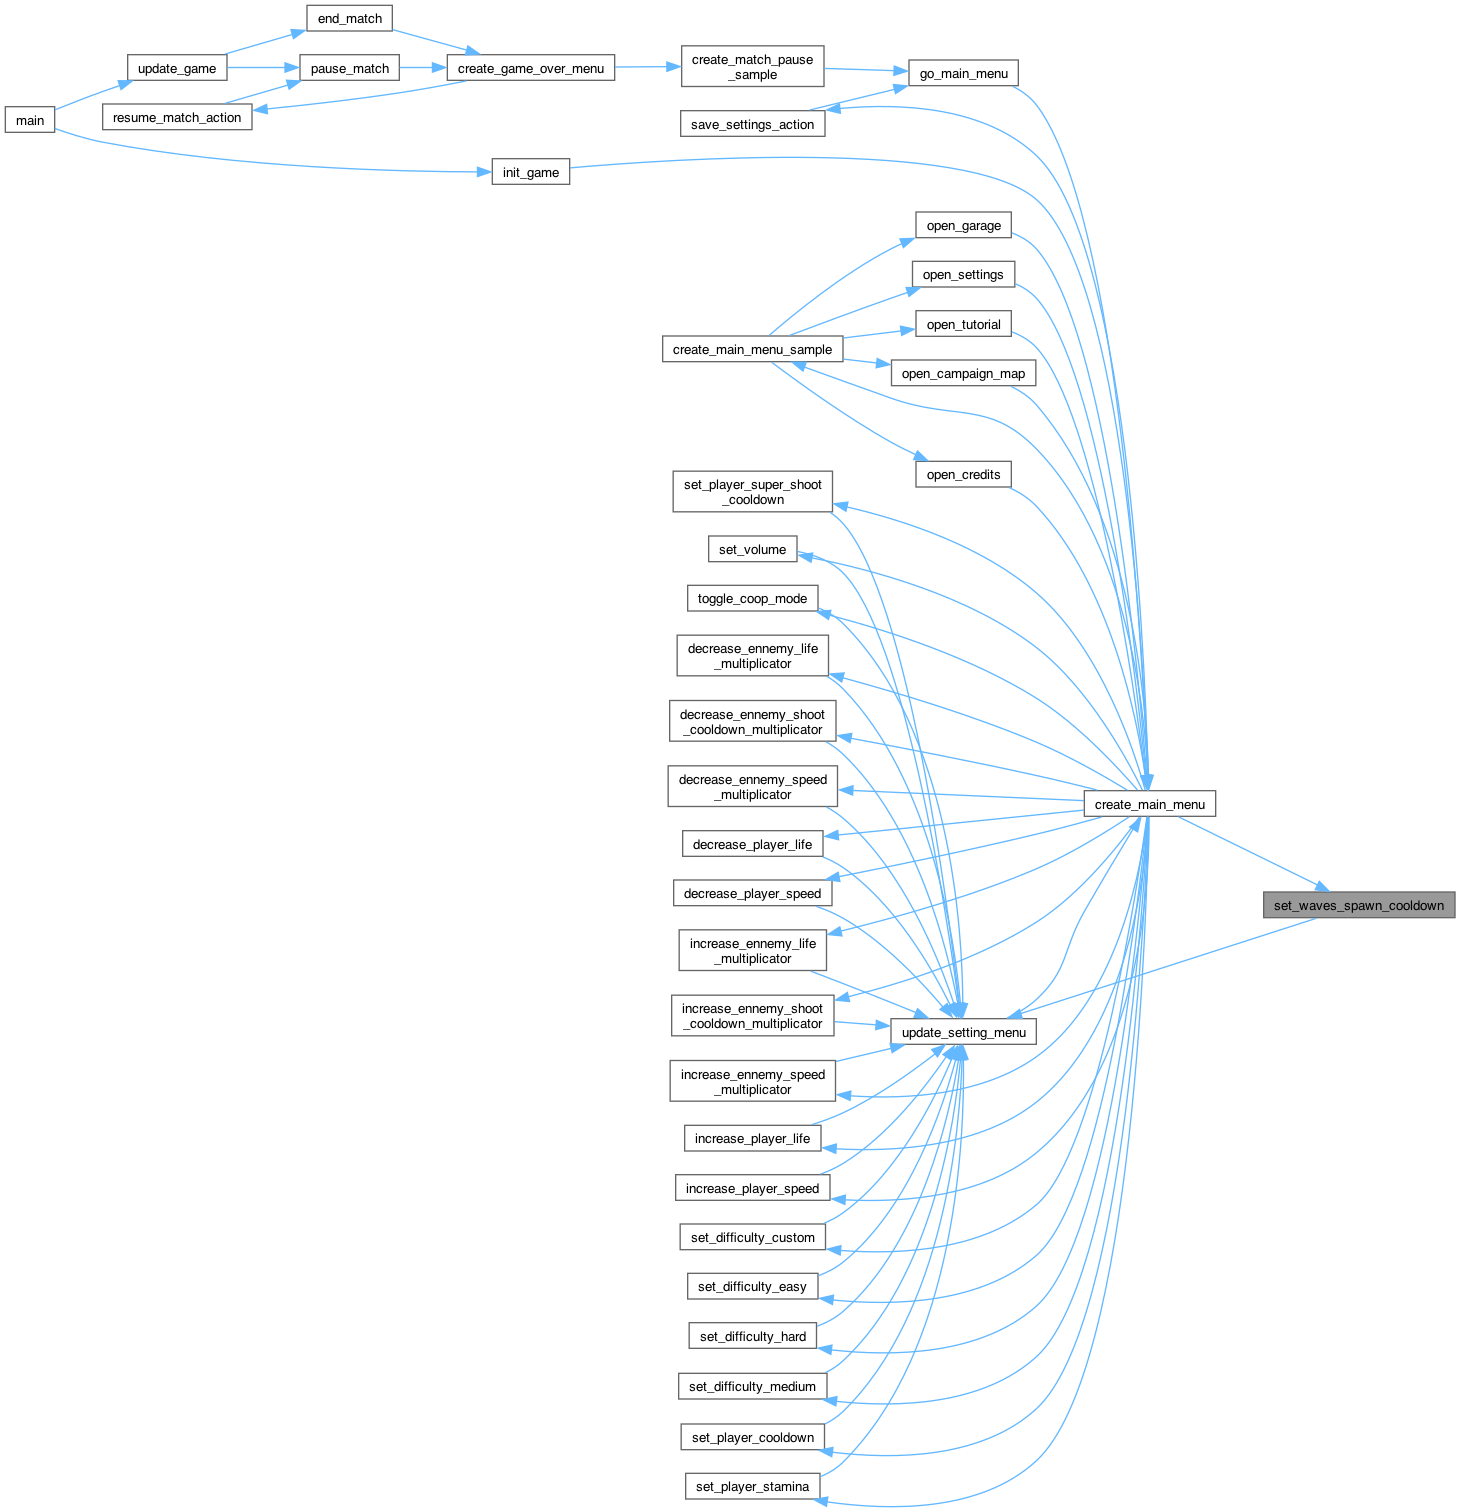 end_match
update_game
pause_match
create_game_over_menu
create_match_pause
_sample
go_main_menu
main
resume_match_action
save_settings_action
init_game
open_garage
open_settings
open_tutorial
create_main_menu_sample
open_campaign_map
open_credits
set_player_super_shoot
_cooldown
set_volume
toggle_coop_mode
decrease_ennemy_life
_multiplicator
decrease_ennemy_shoot
_cooldown_multiplicator
decrease_ennemy_speed
_multiplicator
create_main_menu
decrease_player_life
decrease_player_speed
set_waves_spawn_cooldown
increase_ennemy_life
_multiplicator
increase_ennemy_shoot
_cooldown_multiplicator
update_setting_menu
increase_ennemy_speed
_multiplicator
increase_player_life
increase_player_speed
set_difficulty_custom
set_difficulty_easy
set_difficulty_hard
set_difficulty_medium
set_player_cooldown
set_player_stamina